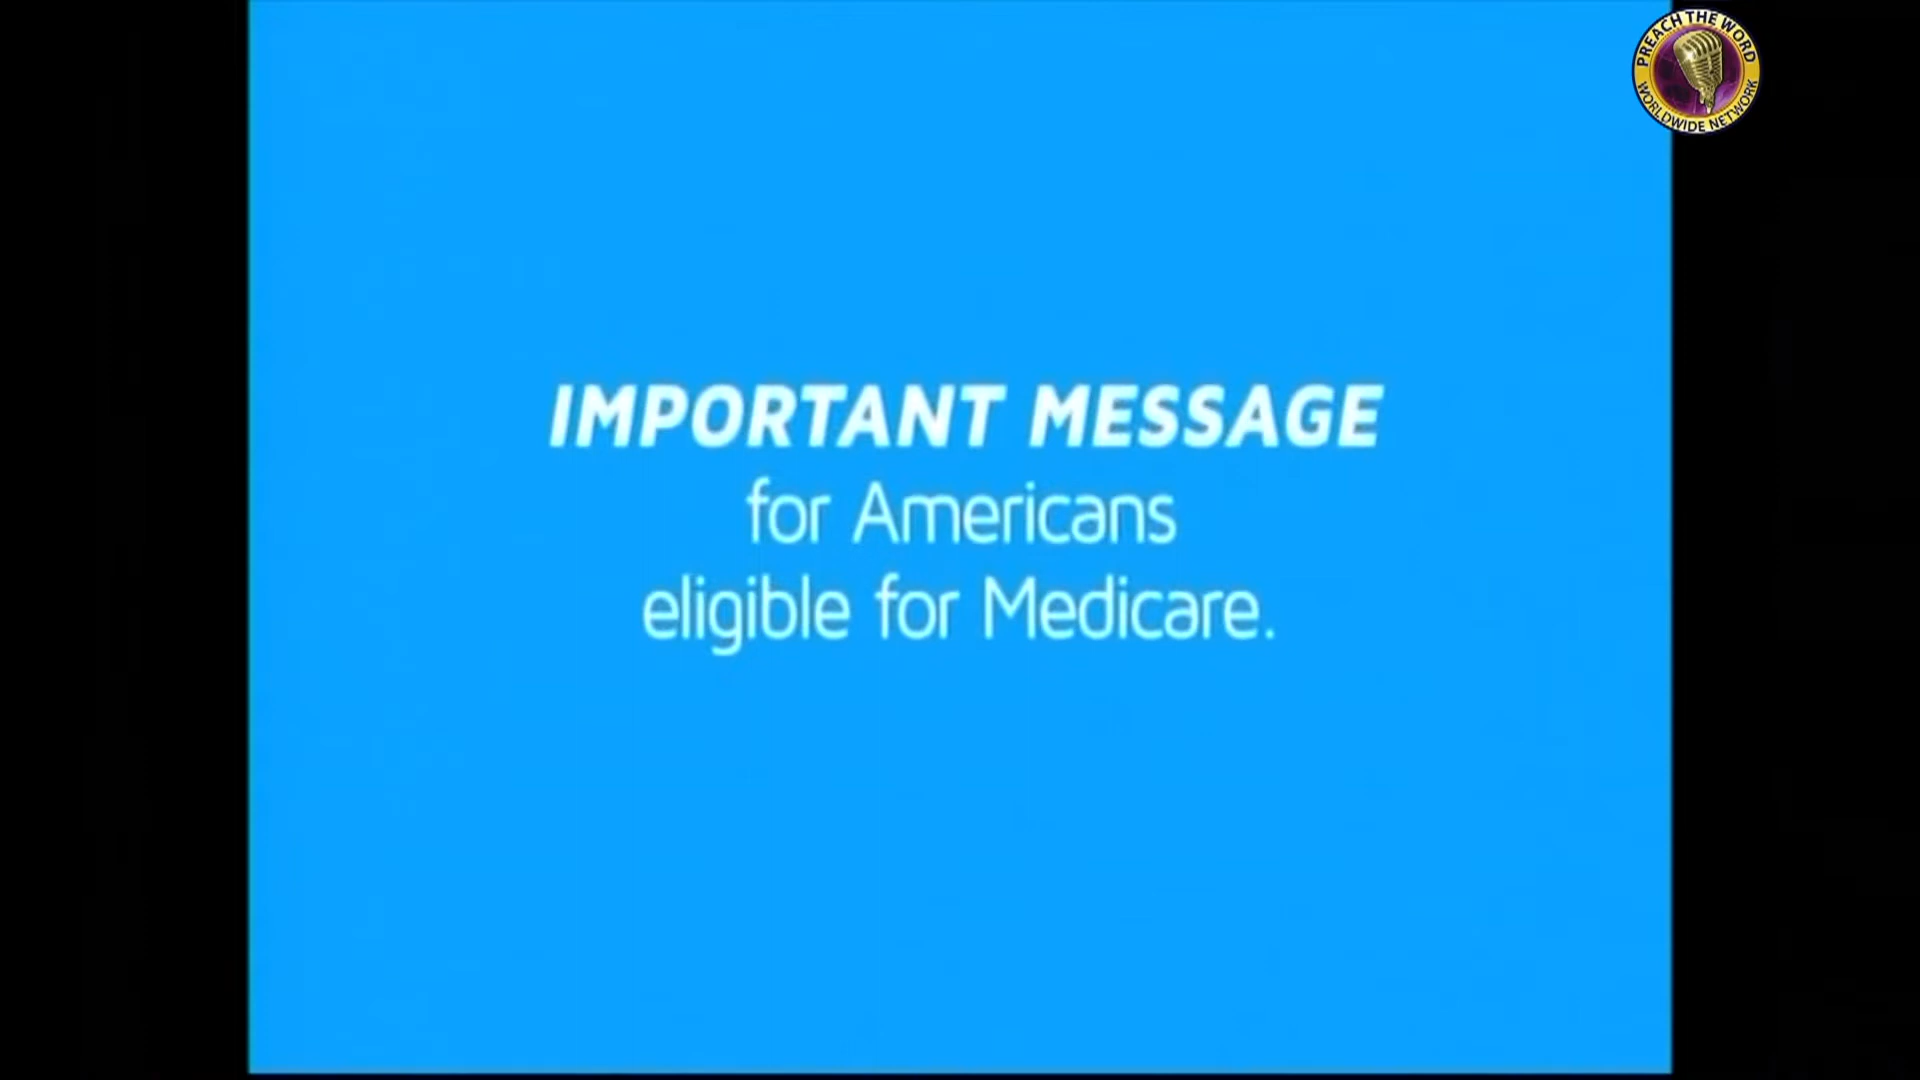 PREACH THE WORD
WORLDWIDE NETWORK
IMPORTANT MESSAGE
for Americans
eligible for Medicare.